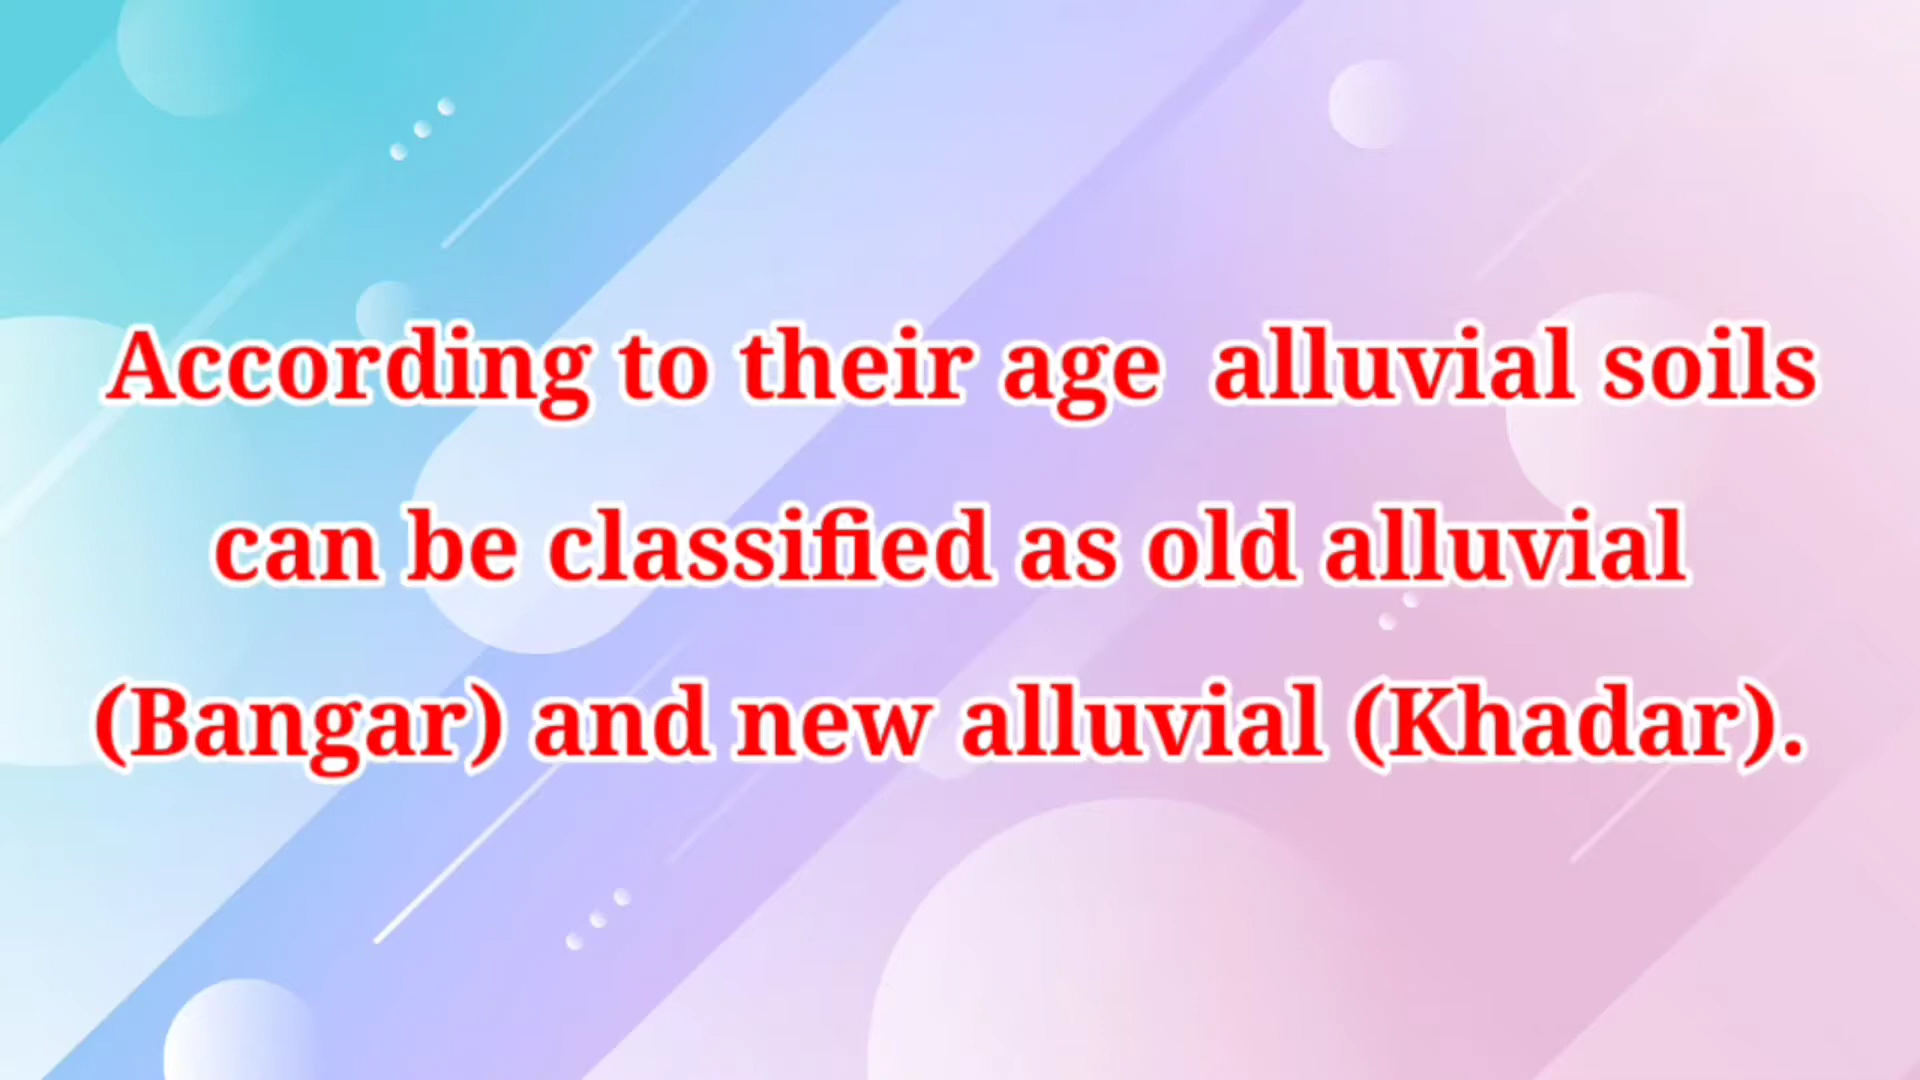 According to their age alluvial soils
can be classified as old alluvial
(Bangar) and new alluvial (Khadar).